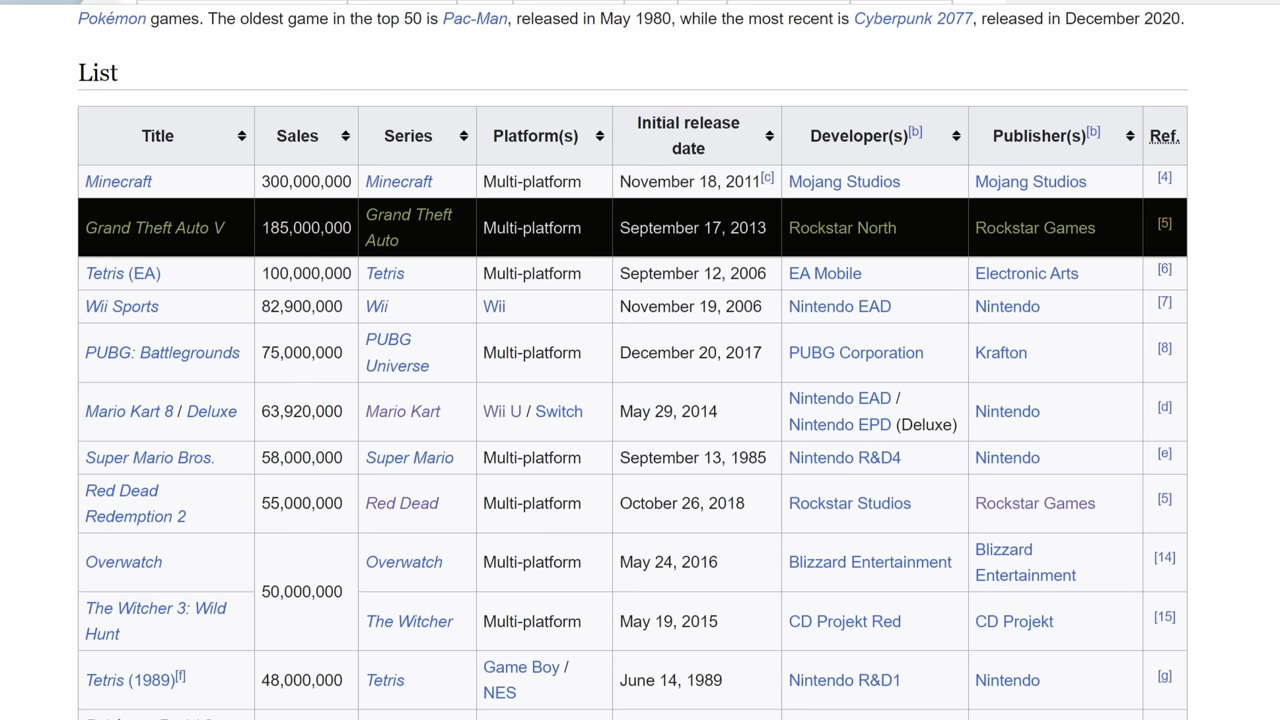 Pokémon games. The oldest game in the top 50 is Pac-Man, released in May 1980, while the most recent is Cyberpunk 2077, released in December 2020.
List
Title Sales Series Platform(s) Initial release date Developer(s)[b] Publisher(s)[b] Ref.
Minecraft 300,000,000 Minecraft Multi-platform November 18, 2011[c] Mojang Studios Mojang Studios [4]
Grand Theft Auto V 185,000,000 Grand Theft Auto Multi-platform September 17, 2013 Rockstar North Rockstar Games [5]
Tetris (EA) 100,000,000 Tetris Multi-platform September 12, 2006 EA Mobile Electronic Arts [6]
Wii Sports 82,900,000 Wii Wii November 19, 2006 Nintendo EAD Nintendo [7]
PUBG: Battlegrounds 75,000,000 PUBG Universe Multi-platform December 20, 2017 PUBG Corporation Krafton [8]
Mario Kart 8 / Deluxe 63,920,000 Mario Kart Wii U / Switch May 29, 2014 Nintendo EAD / Nintendo EPD (Deluxe) Nintendo [d]
Super Mario Bros. 58,000,000 Super Mario Multi-platform September 13, 1985 Nintendo R&D4 Nintendo [e]
Red Dead Redemption 2 55,000,000 Red Dead Multi-platform October 26, 2018 Rockstar Studios Rockstar Games [5]
Overwatch 50,000,000 Overwatch Multi-platform May 24, 2016 Blizzard Entertainment Blizzard Entertainment [14]
The Witcher 3: Wild Hunt The Witcher Multi-platform May 19, 2015 CD Projekt Red CD Projekt [15]
Tetris (1989)[f] 48,000,000 Tetris Game Boy / NES June 14, 1989 Nintendo R&D1 Nintendo [g]